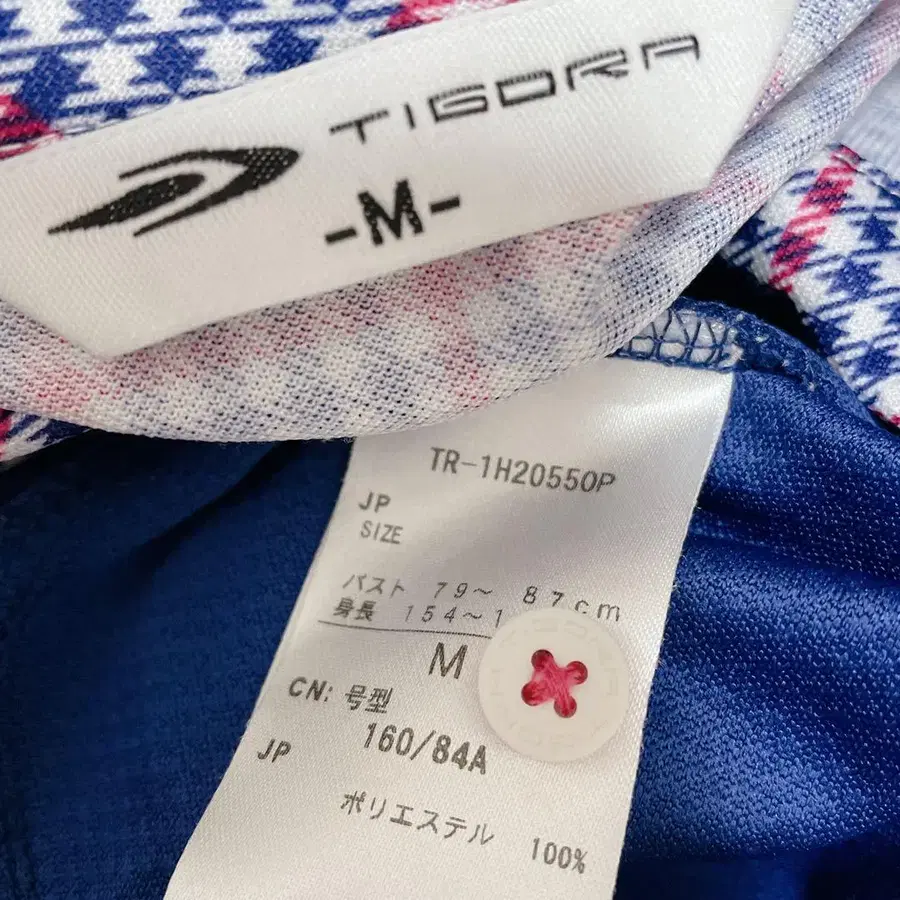 TIGORA
-M-
TR-1H20550P
JP
SIZE
バスト 79～ 87cm
身長 154～1
M
CN: 号型
160/84A
JP
ポリエステル 100%